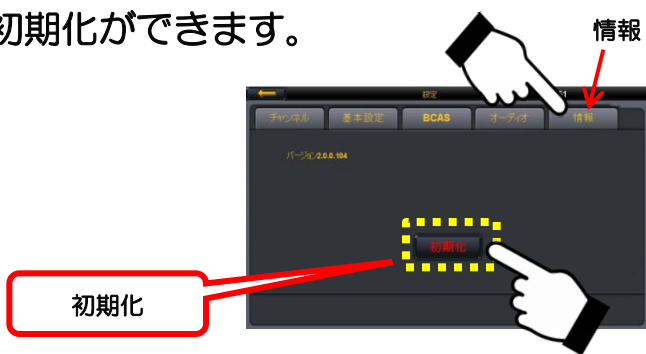 初期化ができます。
情報
設定
チャンネル
基本設定
BCAS
オーディオ
情報
バージョン2.0.0.104
初期化
初期化